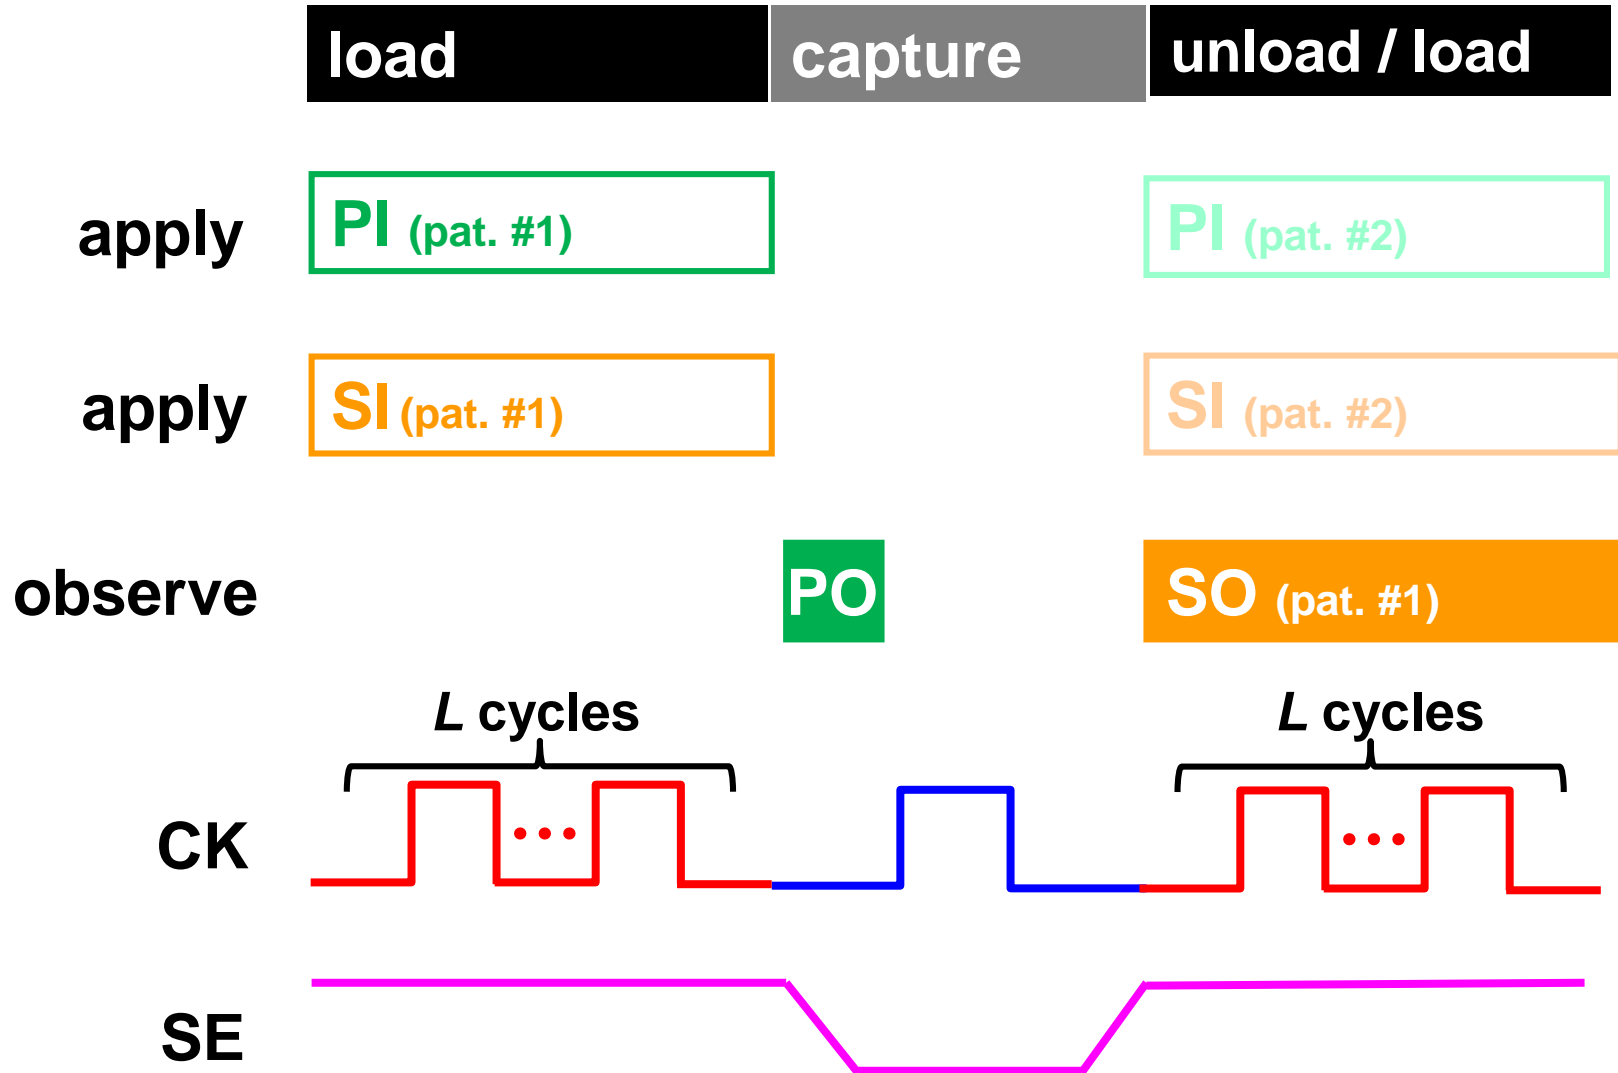 load capture unload / load
apply PI (pat. #1) PI (pat. #2)
apply SI (pat. #1) SI (pat. #2)
observe PO SO (pat. #1)
L cycles L cycles
CK
SE